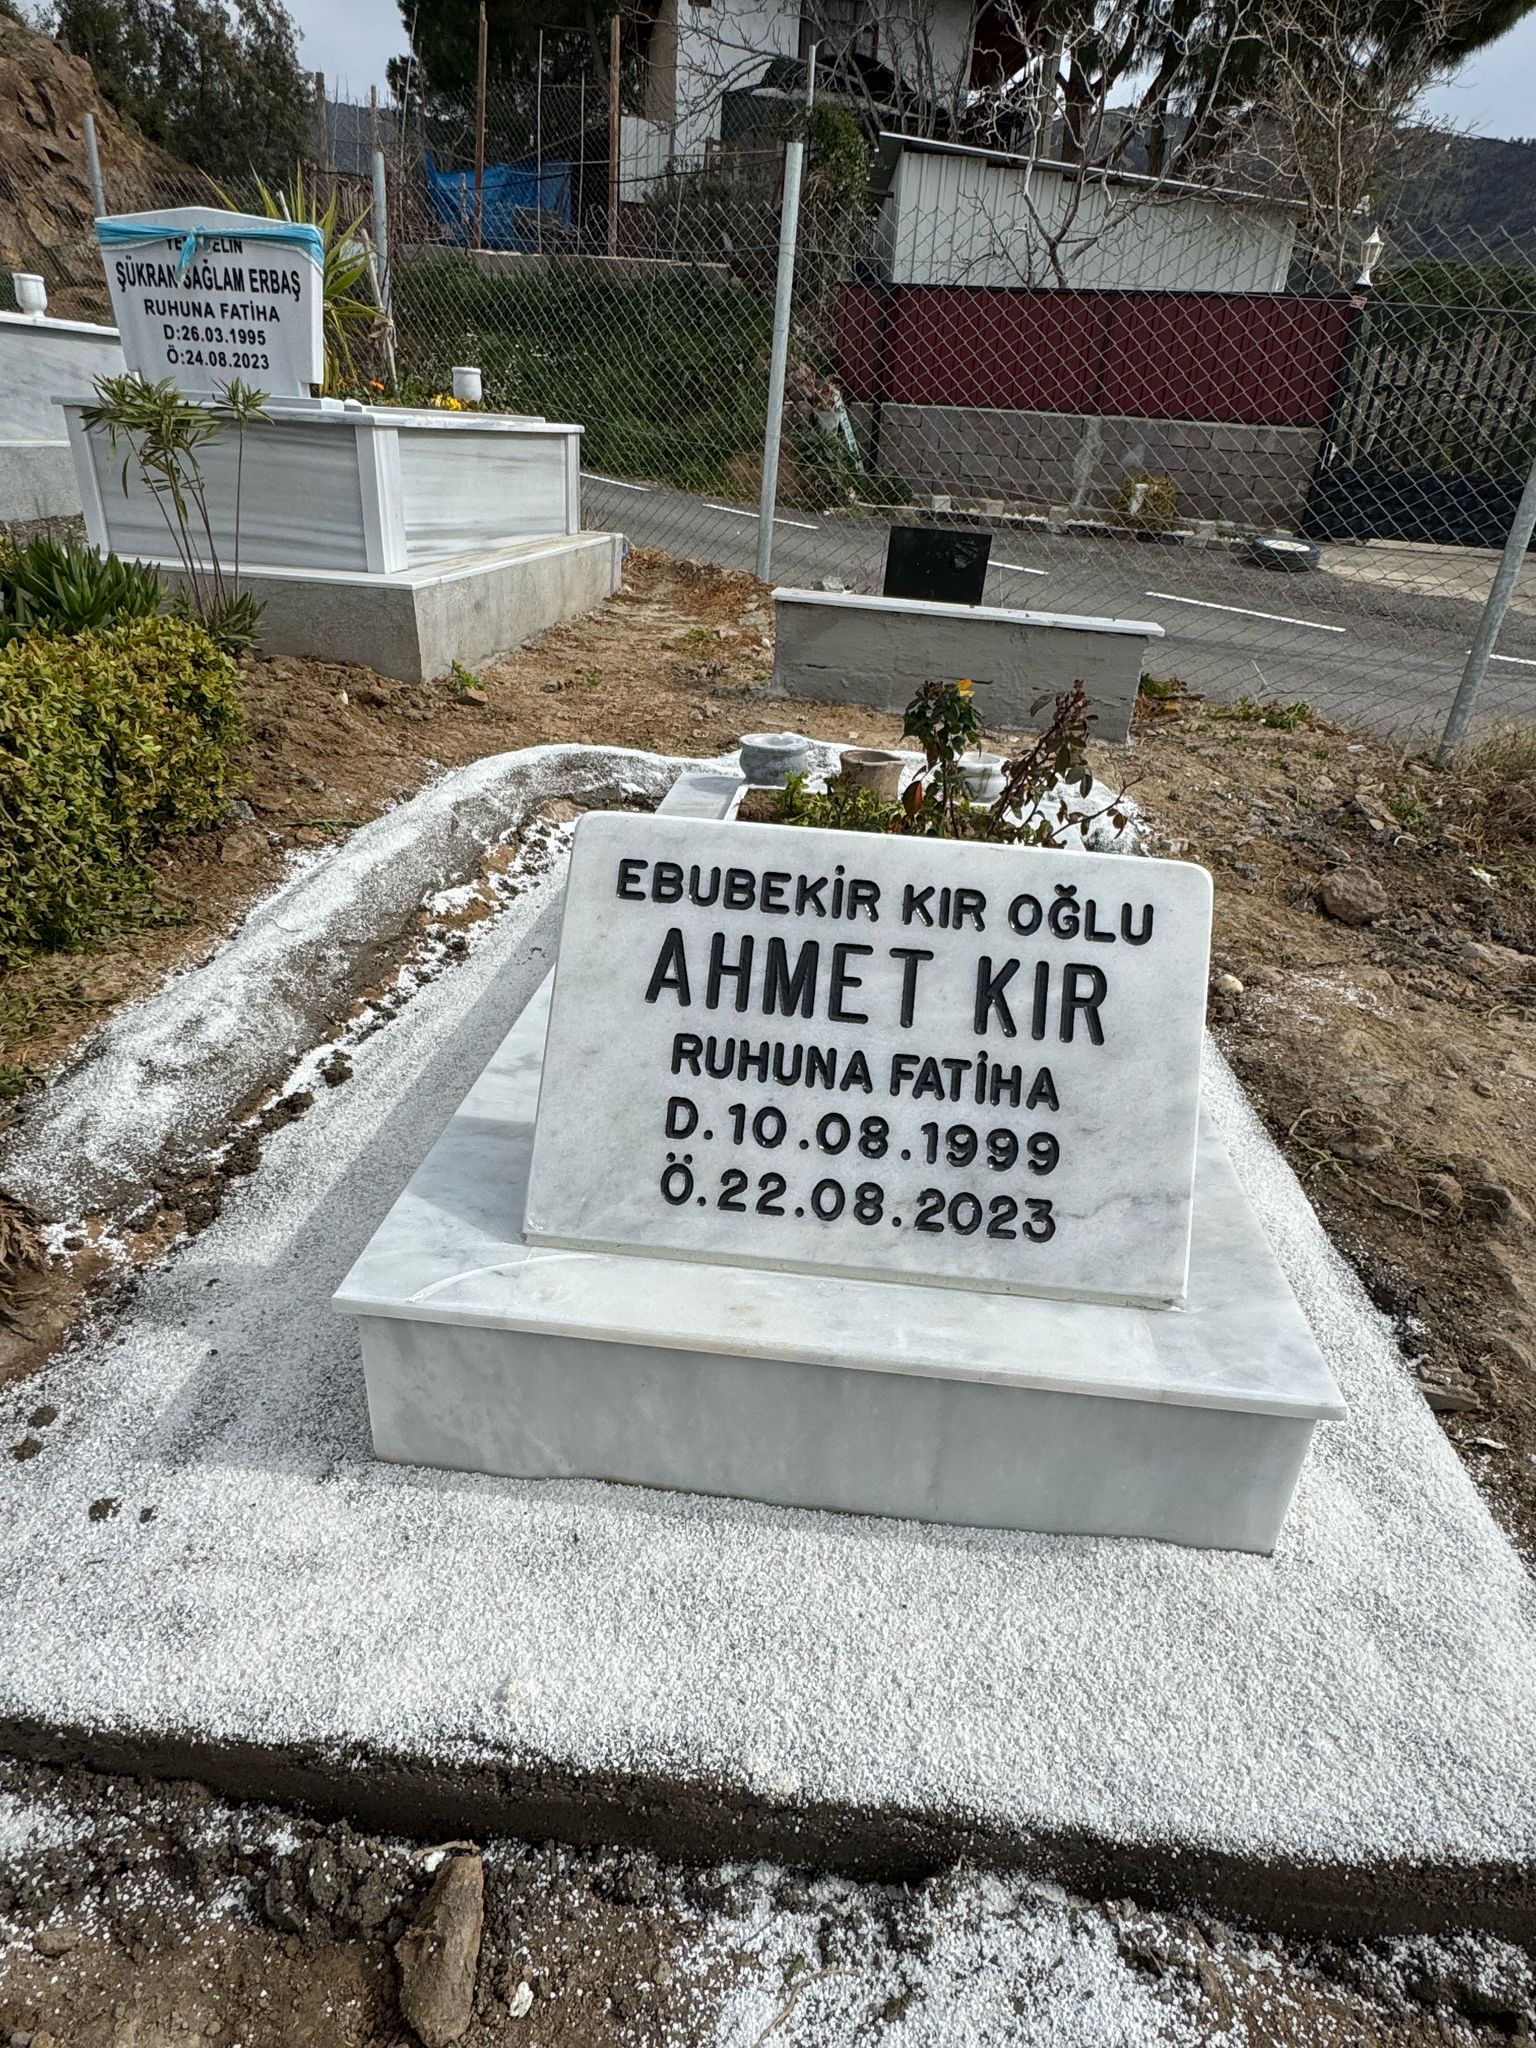 ŞÜKRAN SAĞLAM ERBAŞ
RUHUNA FATİHA
D:26.03.1995
Ö:24.08.2023
EBUBEKİR KIR OĞLU
AHMET KIR
RUHUNA FATİHA
D.10.08.1999
Ö.22.08.2023